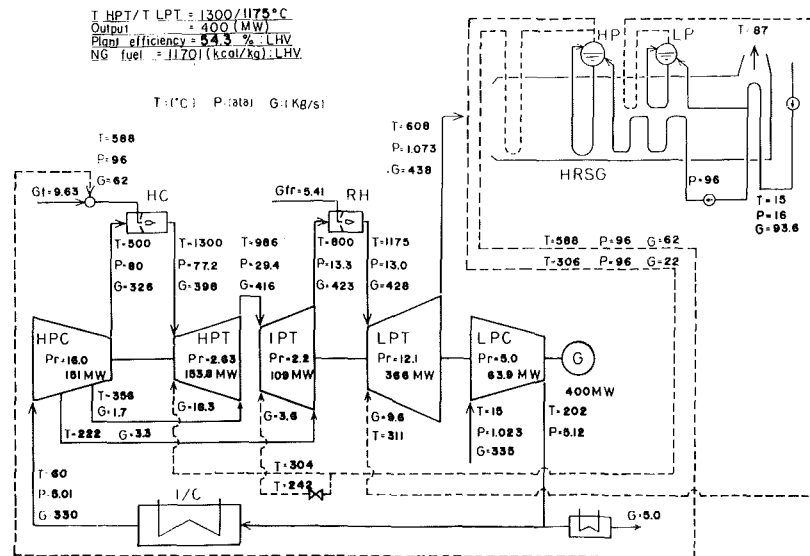 T HPT/T LPT = 1300/1175°C
Output = 400 (MW)
Plant efficiency = 54.3 % : LHV
NG fuel = 11701 (kcal/kg) : LHV
T:(°C) P:(ata) G:(Kg/s)
HP LP T=87
T=588
P=96
G=62
Gf=9.63
HC
Gfr=5.41
RH
T=608
P=1.073
G=438
HRSG
P=96
T=15
P=16
G=93.6
T=500
P=80
G=326
T=1300
P=77.2
G=398
T=986
P=29.4
G=416
T=800
P=13.3
G=423
T=1175
P=13.0
G=428
T=588 P=96 G=62
T=306 P=96 G=22
HPC
Pr=16.0
151 MW
HPT
Pr=2.63
153.8 MW
IPT
Pr=2.2
109 MW
LPT
Pr=12.1
366 MW
LPC
Pr=5.0
63.9 MW
G
400MW
T=356
G=1.7
G=18.3
T=222 G=3.3
G=3.6
G=9.6
T=311
T=15
P=1.023
G=335
T=202
P=5.12
T=304
T=242
T=60
P=5.01
G=330
I/C
G=5.0